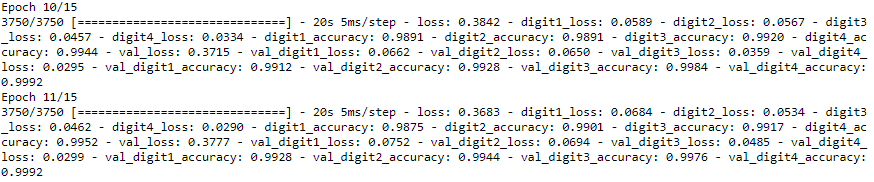 Epoch 10/15
3750/3750 [==============================] - 20s 5ms/step - loss: 0.3842 - digit1_loss: 0.0589 - digit2_loss: 0.0567 - digit3
_loss: 0.0457 - digit4_loss: 0.0334 - digit1_accuracy: 0.9891 - digit2_accuracy: 0.9891 - digit3_accuracy: 0.9920 - digit4_ac
curacy: 0.9944 - val_loss: 0.3715 - val_digit1_loss: 0.0662 - val_digit2_loss: 0.0650 - val_digit3_loss: 0.0359 - val_digit4_
loss: 0.0295 - val_digit1_accuracy: 0.9912 - val_digit2_accuracy: 0.9928 - val_digit3_accuracy: 0.9984 - val_digit4_accuracy:
0.9992
Epoch 11/15
3750/3750 [==============================] - 20s 5ms/step - loss: 0.3683 - digit1_loss: 0.0684 - digit2_loss: 0.0534 - digit3
_loss: 0.0462 - digit4_loss: 0.0290 - digit1_accuracy: 0.9875 - digit2_accuracy: 0.9901 - digit3_accuracy: 0.9917 - digit4_ac
curacy: 0.9952 - val_loss: 0.3777 - val_digit1_loss: 0.0752 - val_digit2_loss: 0.0694 - val_digit3_loss: 0.0485 - val_digit4_
loss: 0.0299 - val_digit1_accuracy: 0.9928 - val_digit2_accuracy: 0.9944 - val_digit3_accuracy: 0.9976 - val_digit4_accuracy:
0.9992